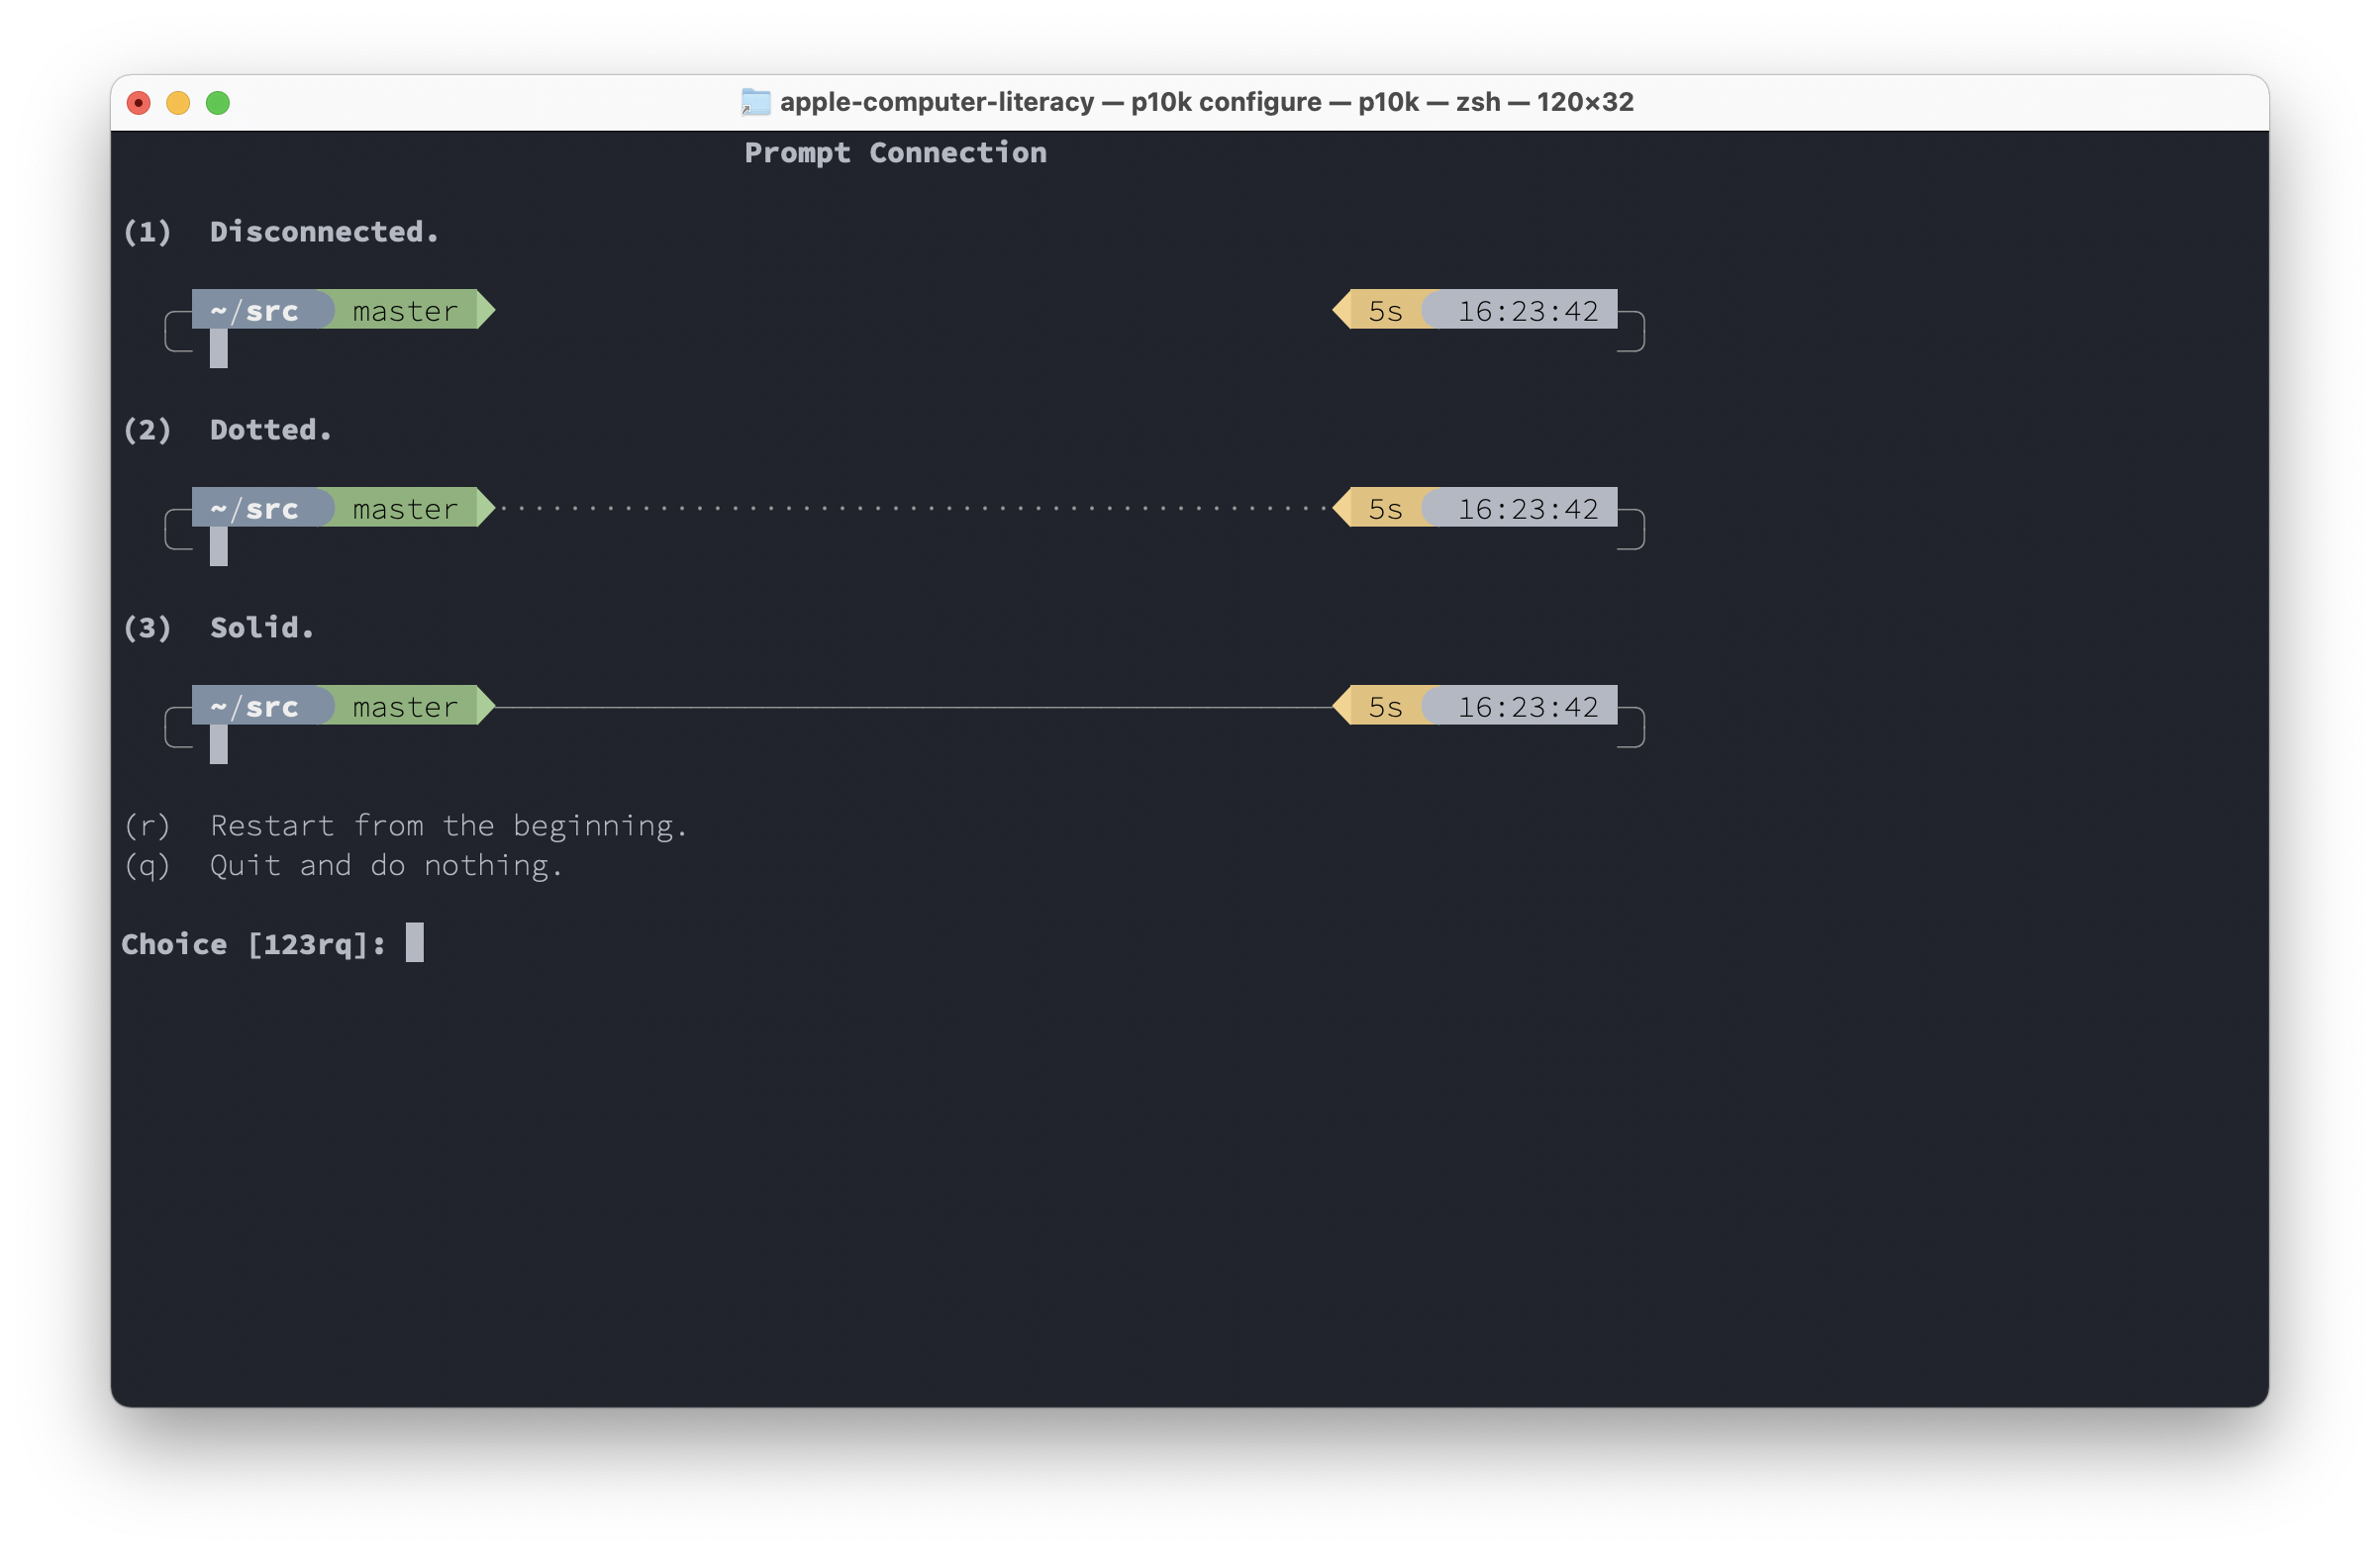 apple-computer-literacy — p10k configure — p10k — zsh — 120×32
Prompt Connection
(1)  Disconnected.
~/src  master  5s  16:23:42
(2)  Dotted.
~/src  master ··············································· 5s  16:23:42
(3)  Solid.
~/src  master ─────────────────────────────────────────────── 5s  16:23:42
(r)  Restart from the beginning.
(q)  Quit and do nothing.
Choice [123rq]: